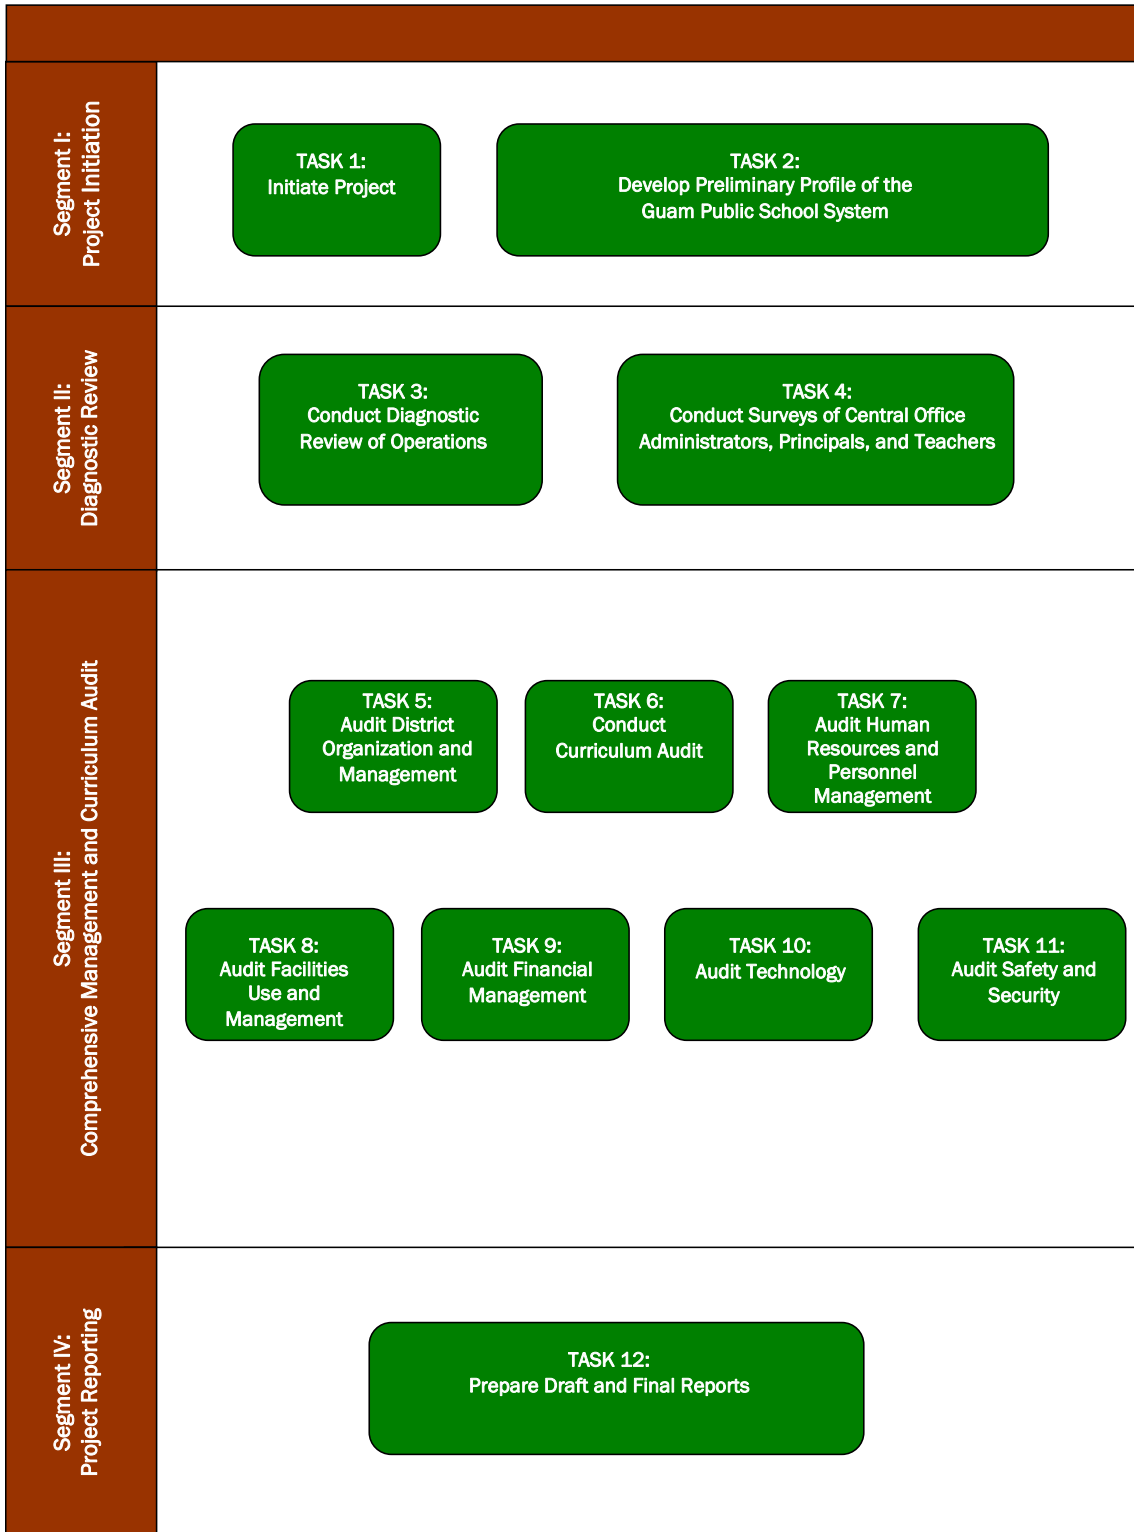 Segment I:
Project Initiation
TASK 1:
Initiate Project
TASK 2:
Develop Preliminary Profile of the
Guam Public School System
Segment II:
Diagnostic Review
TASK 3:
Conduct Diagnostic
Review of Operations
TASK 4:
Conduct Surveys of Central Office
Administrators, Principals, and Teachers
Segment III:
Comprehensive Management and Curriculum Audit
TASK 5:
Audit District
Organization and
Management
TASK 6:
Conduct
Curriculum Audit
TASK 7:
Audit Human
Resources and
Personnel
Management
TASK 8:
Audit Facilities
Use and
Management
TASK 9:
Audit Financial
Management
TASK 10:
Audit Technology
TASK 11:
Audit Safety and
Security
Segment IV:
Project Reporting
TASK 12:
Prepare Draft and Final Reports